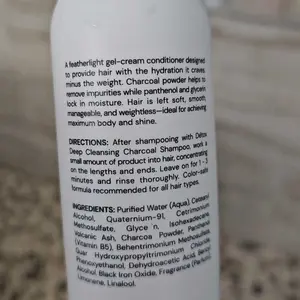 A featherlight gel-cream conditioner designed
to provide hair with the hydration it craves
minus the weight. Charcoal powder helps to
remove impurities while panthenol and glycerin
lock in moisture. Hair is left soft, smooth,
manageable, and weightless—ideal for achieving
maximum body and shine.
DIRECTIONS: After shampooing with Détox
Deep Cleansing Charcoal Shampoo, work a
small amount of product into hair, concentrating
on the lengths and ends. Leave on for 1 - 3
minutes and rinse thoroughly. Color-safe
formula recommended for all hair types.
INGREDIENTS: Purified Water (Aqua), Cetearyl
Alcohol, Quaternium-91, Cetrimonium
Methosulfate, Isohexadecane,
Volcanic Ash, Charcoal Powder, Panthenol
(Vitamin B5), Behentrimonium Methosulfate,
Guar Hydroxypropyltrimonium Chloride,
Phenoxyethanol, Dehydroacetic Acid, Benzyl
Alcohol, Black Iron Oxide, Fragrance (Parfum),
Limonene, Linalool.